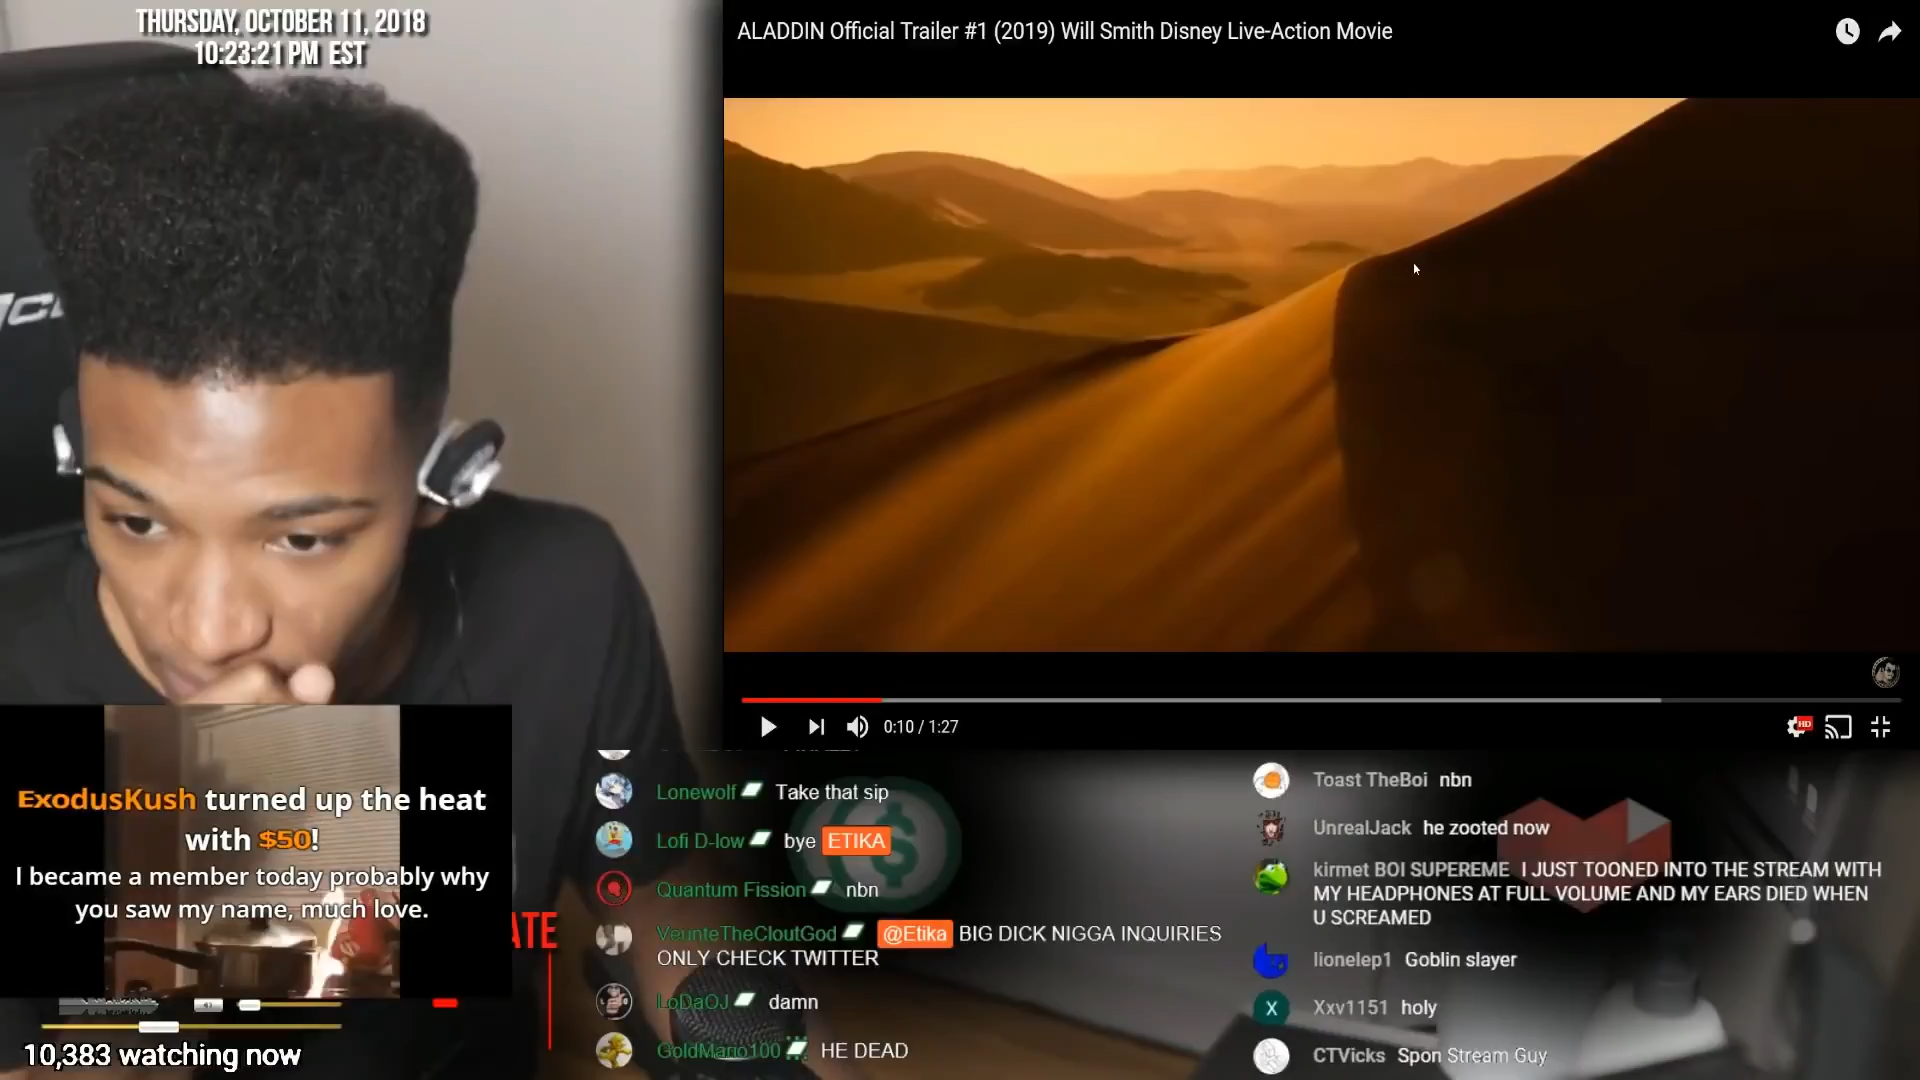 THURSDAY, OCTOBER 11, 2018
10:23:21 PM EST
ALADDIN Official Trailer #1 (2019) Will Smith Disney Live-Action Movie
0:10 / 1:27
HD
ExodusKush turned up the heat
with $50!
I became a member today probably why
you saw my name, much love.
ATE
10,383 watching now
Lonewolf Take that sip
Lofi D-low bye ETIKA
Quantum Fission nbn
VeunteTheCloutGod @Etika BIG DICK NIGGA INQUIRIES
ONLY CHECK TWITTER
LoDaOJ damn
GoldMario100 HE DEAD
Toast TheBoi nbn
UnrealJack he zooted now
kirmet BOI SUPEREME I JUST TOONED INTO THE STREAM WITH
MY HEADPHONES AT FULL VOLUME AND MY EARS DIED WHEN
U SCREAMED
lionelep1 Goblin slayer
X Xxv1151 holy
CTVicks Spon Stream Guy